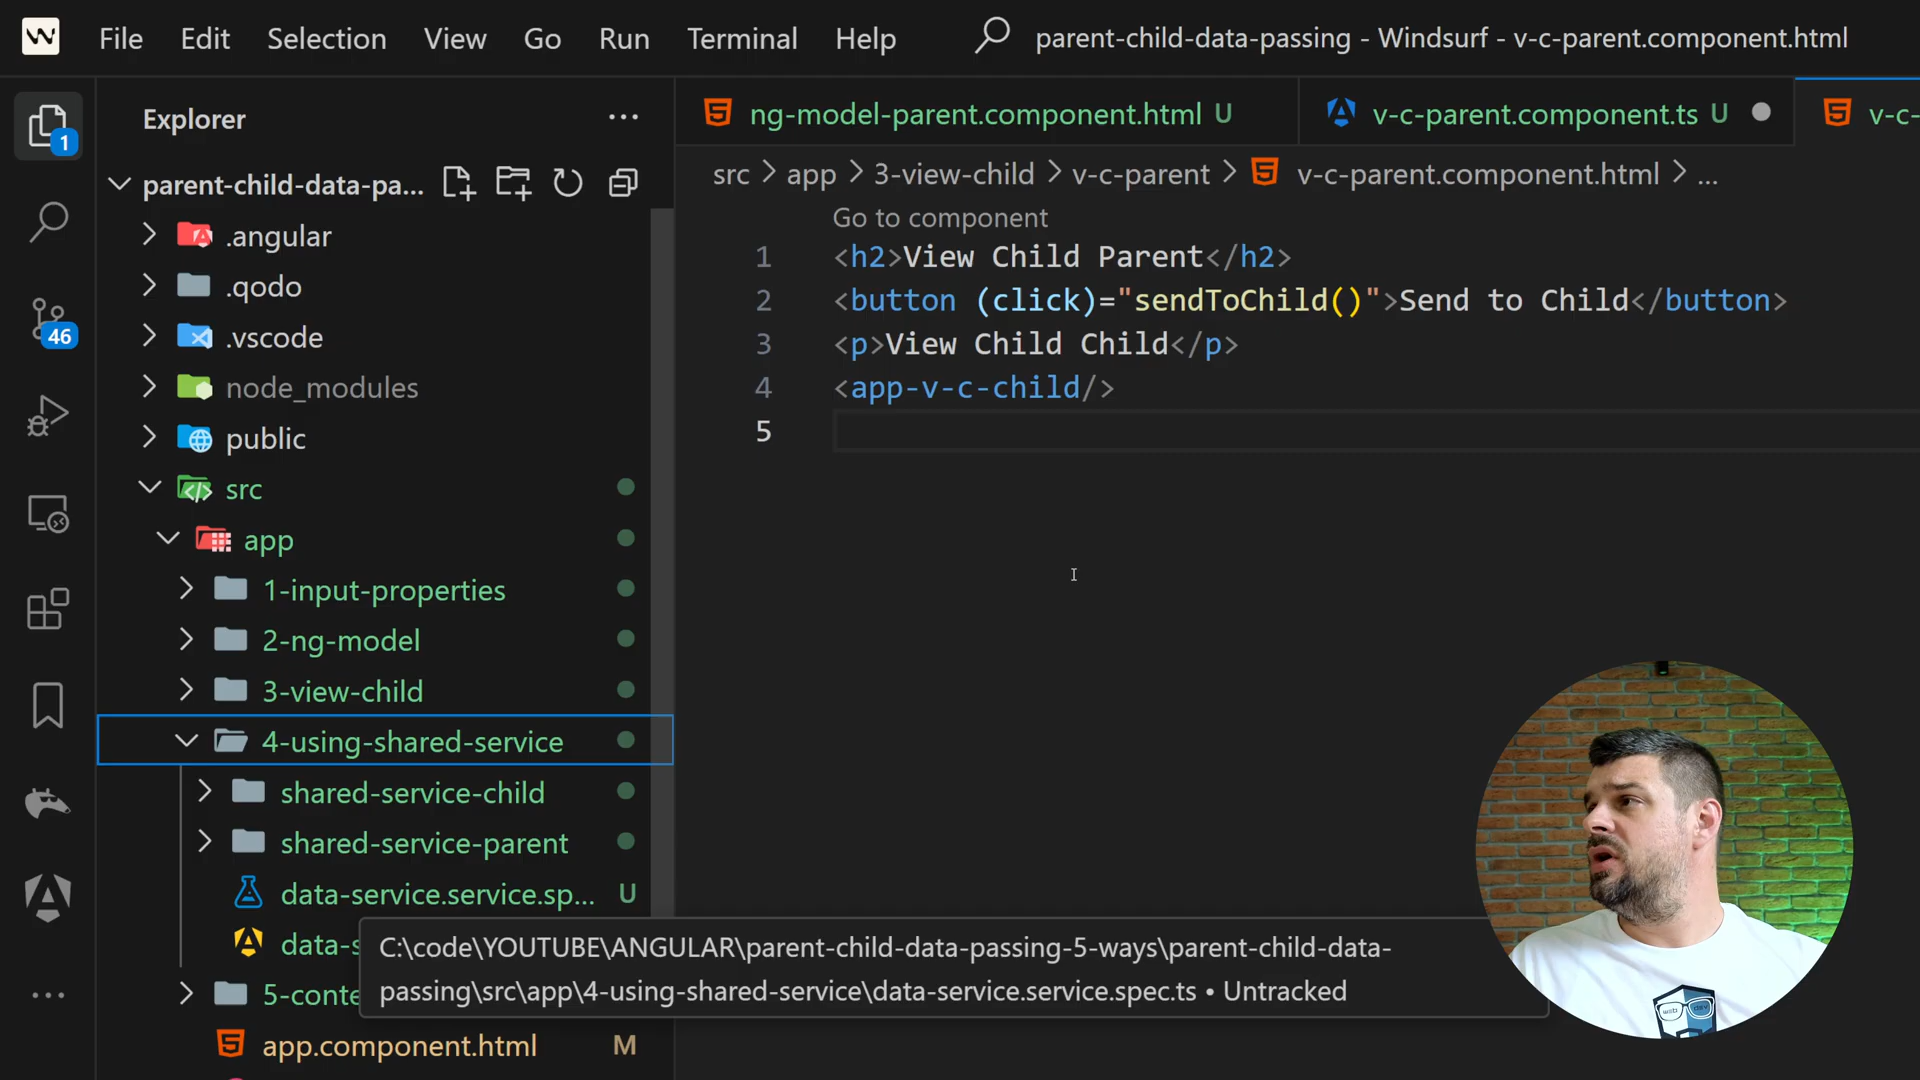 File Edit Selection View Go Run Terminal Help parent-child-data-passing - Windsurf - v-c-parent.component.html
Explorer
ng-model-parent.component.html U
v-c-parent.component.ts U
v-c-
parent-child-data-pa...
src > app > 3-view-child > v-c-parent > v-c-parent.component.html > ...
Go to component
1 <h2>View Child Parent</h2>
2 <button (click)="sendToChild()">Send to Child</button>
3 <p>View Child Child</p>
4 <app-v-c-child/>
5
1
46
.angular
.qodo
.vscode
node_modules
public
src
app
1-input-properties
2-ng-model
3-view-child
4-using-shared-service
shared-service-child
shared-service-parent
data-service.service.sp... U
data-s
C:\code\YOUTUBE\ANGULAR\parent-child-data-passing-5-ways\parent-child-data-
passing\src\app\4-using-shared-service\data-service.service.spec.ts • Untracked
5-conte
app.component.html M
web dev